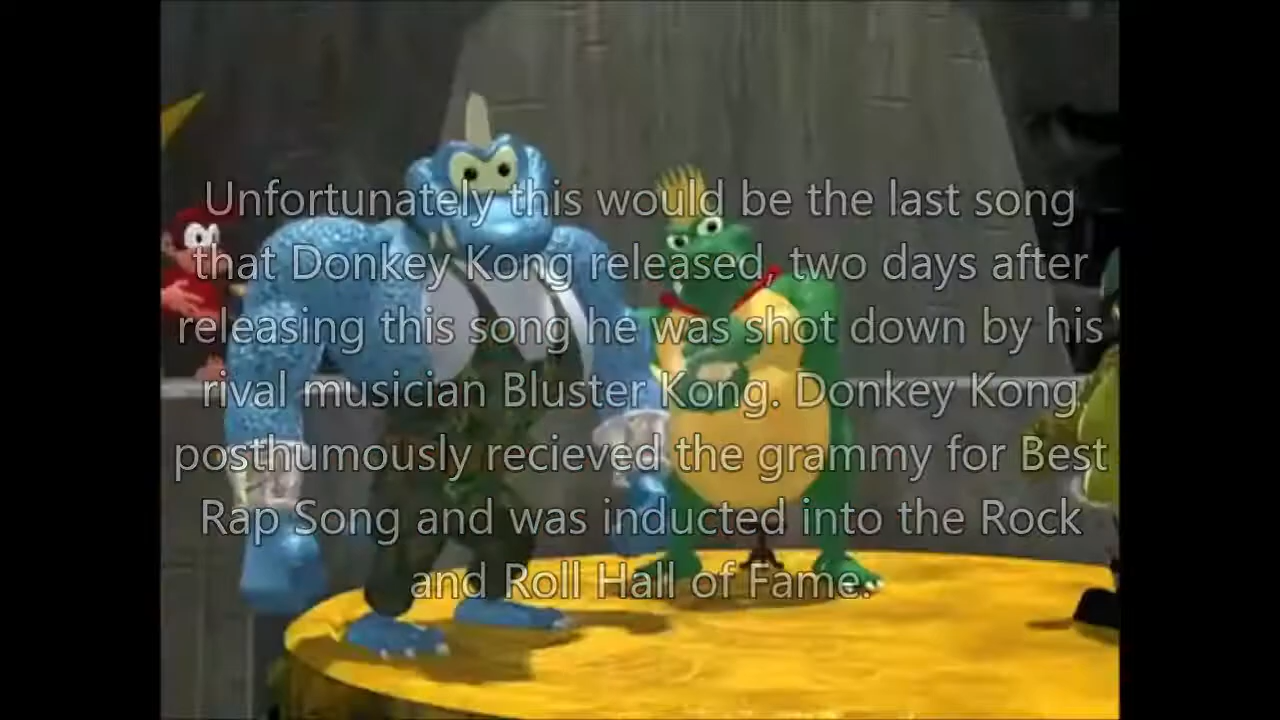 Unfortunately this would be the last song
that Donkey Kong released, two days after
releasing this song he was shot down by his
rival musician Bluster Kong. Donkey Kong
posthumously recieved the grammy for Best
Rap Song and was inducted into the Rock
and Roll Hall of Fame.